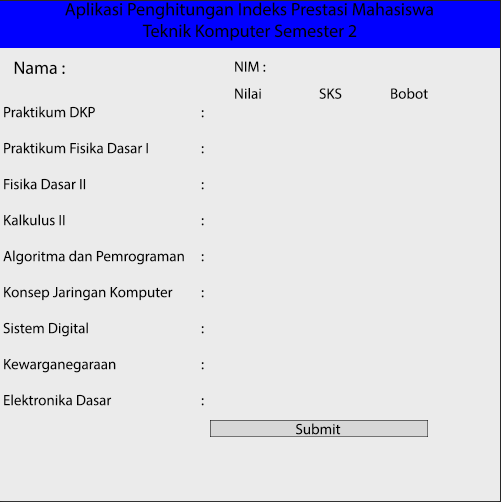 Aplikasi Penghitungan Indeks Prestasi Mahasiswa
Teknik Komputer Semester 2
Nama : NIM :
Nilai SKS Bobot
Praktikum DKP :
Praktikum Fisika Dasar I :
Fisika Dasar II :
Kalkulus II :
Algoritma dan Pemrograman :
Konsep Jaringan Komputer :
Sistem Digital :
Kewarganegaraan :
Elektronika Dasar :
Submit